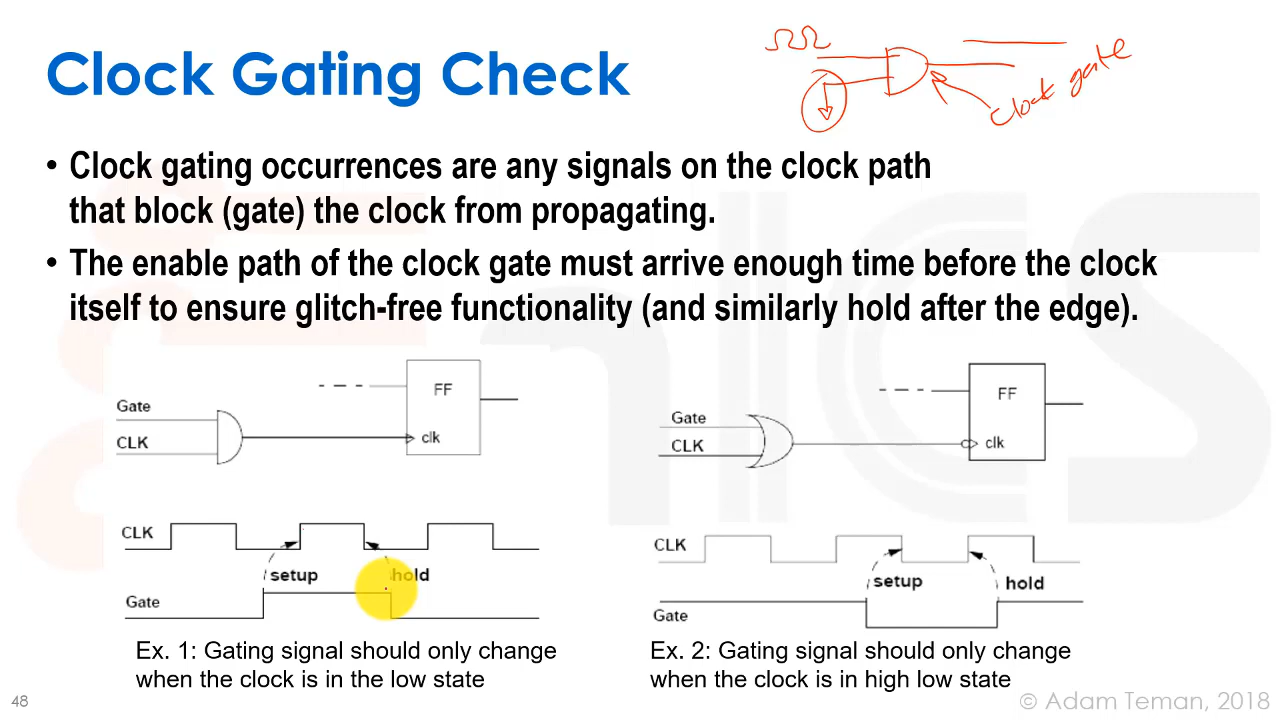 Clock Gating Check
clock gate
• Clock gating occurrences are any signals on the clock path
that block (gate) the clock from propagating.
• The enable path of the clock gate must arrive enough time before the clock
itself to ensure glitch-free functionality (and similarly hold after the edge).
FF
Gate
CLK
clk
CLK
setup
hold
Gate
Ex. 1: Gating signal should only change
when the clock is in the low state
FF
Gate
CLK
clk
CLK
setup
hold
Gate
Ex. 2: Gating signal should only change
when the clock is in high low state
48
© Adam Teman, 2018